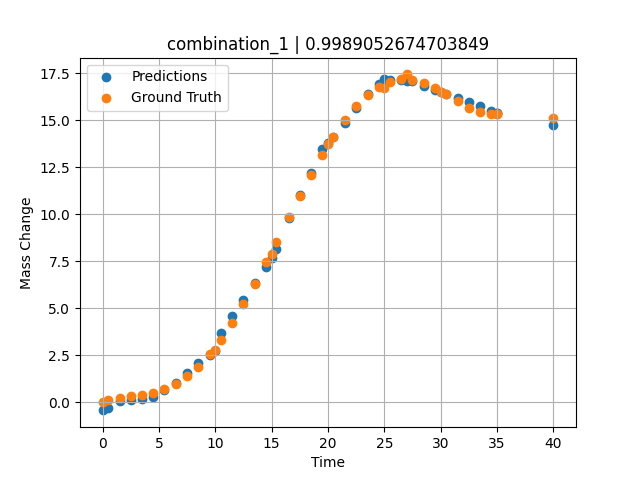 combination_1 | 0.9989052674703849
Predictions
Ground Truth
17.5
15.0
12.5
10.0
7.5
5.0
2.5
0.0
Mass Change
0 5 10 15 20 25 30 35 40
Time